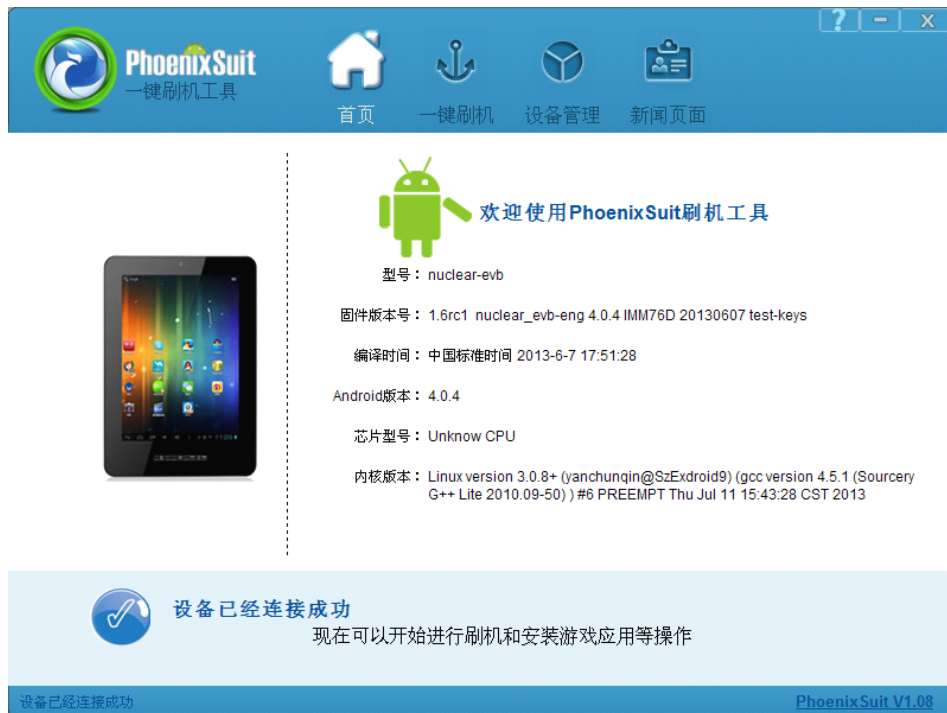 PhoenixSuit
一键刷机工具
首页
一键刷机
设备管理
新闻页面
欢迎使用PhoenixSuit刷机工具
型号： nuclear-evb
固件版本号： 1.6rc1 nuclear_evb-eng 4.0.4 IMM76D 20130607 test-keys
编译时间： 中国标准时间 2013-6-7 17:51:28
Android版本： 4.0.4
芯片型号： Unknow CPU
内核版本： Linux version 3.0.8+ (yanchunqin@SzExdroid9) (gcc version 4.5.1 (Sourcery
G++ Lite 2010.09-50) ) #6 PREEMPT Thu Jul 11 15:43:28 CST 2013
设备已经连接成功
现在可以开始进行刷机和安装游戏应用等操作
设备已经连接成功
PhoenixSuit V1.08